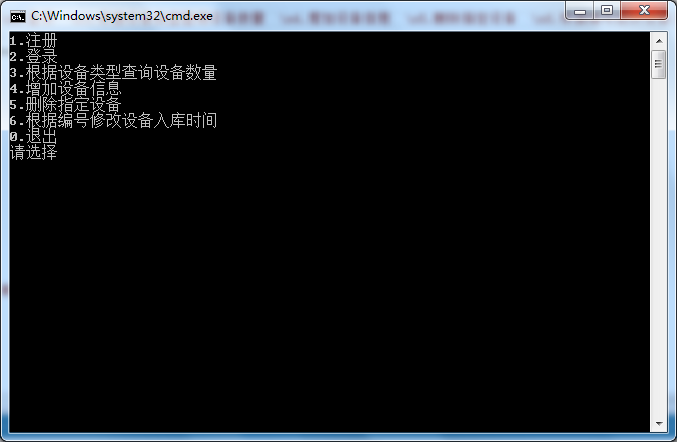 C:\Windows\system32\cmd.exe
1.注册
2.登录
3.根据设备类型查询设备数量
4.增加设备信息
5.删除指定设备
6.根据编号修改设备入库时间
0.退出
请选择